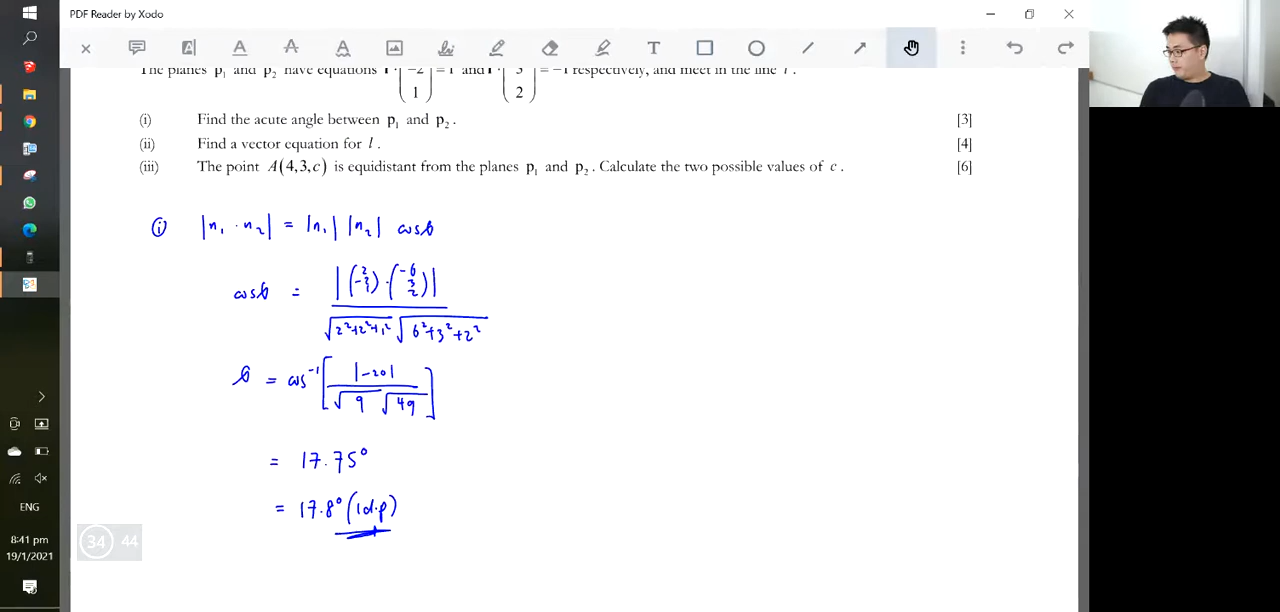 PDF Reader by Xodo
The planes p₁ and p₂ have equations r · (−2 1) = 1 and r · (3 2) = −1 respectively, and meet in the line l .
(i) Find the acute angle between p₁ and p₂ . [3]
(ii) Find a vector equation for l . [4]
(iii) The point A(4,3,c) is equidistant from the planes p₁ and p₂ . Calculate the two possible values of c . [6]
(i) |n₁ · n₂| = |n₁| |n₂| cosθ
cosθ = |(2 −2 1) · (−6 3 2)| / √2²+2²+1² √6²+3²+2²
θ = cos⁻¹ [ |−20| / √9 √49 ]
= 17.75°
= 17.8° (1d.p)
ENG
8:41 pm
19/1/2021
34 44